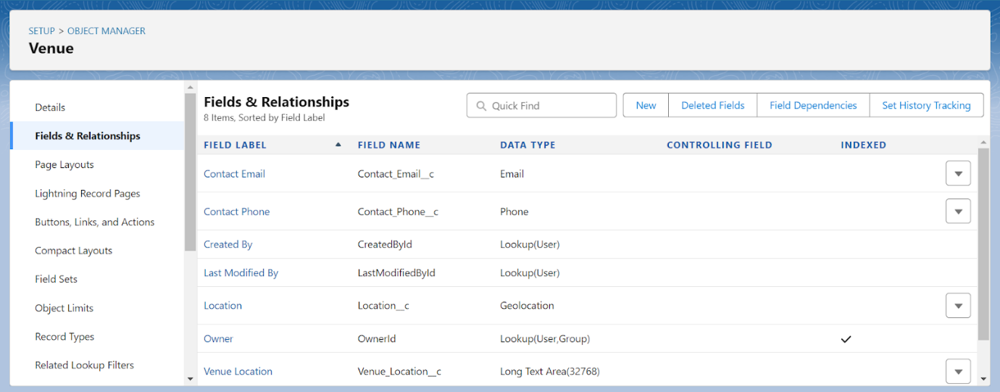 SETUP > OBJECT MANAGER
Venue
Details
Fields & Relationships
Page Layouts
Lightning Record Pages
Buttons, Links, and Actions
Compact Layouts
Field Sets
Object Limits
Record Types
Related Lookup Filters
Fields & Relationships
8 Items, Sorted by Field Label
Quick Find
New Deleted Fields Field Dependencies Set History Tracking
FIELD LABEL FIELD NAME DATA TYPE CONTROLLING FIELD INDEXED
Contact Email Contact_Email__c Email
Contact Phone Contact_Phone__c Phone
Created By CreatedById Lookup(User)
Last Modified By LastModifiedById Lookup(User)
Location Location__c Geolocation
Owner OwnerId Lookup(User,Group)
Venue Location Venue_Location__c Long Text Area(32768)